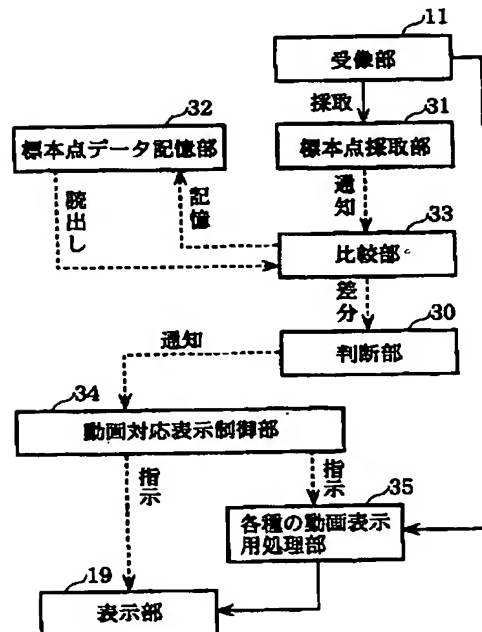 11
受像部
採取
32
31
標本点データ記憶部
標本点採取部
読出し
記憶
通知
33
比較部
差分
30
通知
判断部
34
動画対応表示制御部
指示
指示
35
各種の動画表示
用処理部
19
表示部